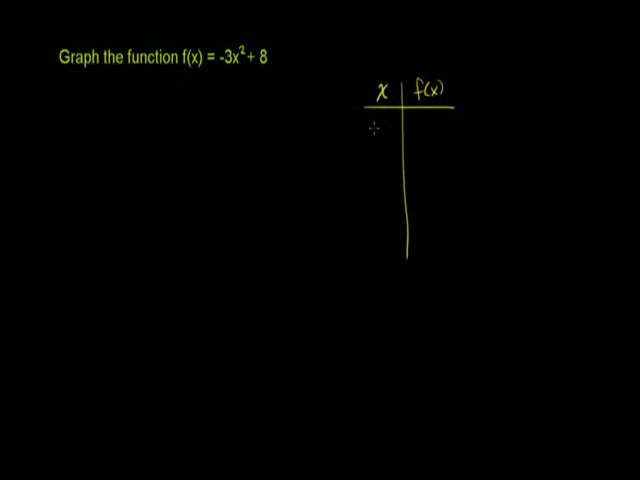 Graph the function f(x) = -3x² + 8
x f(x)